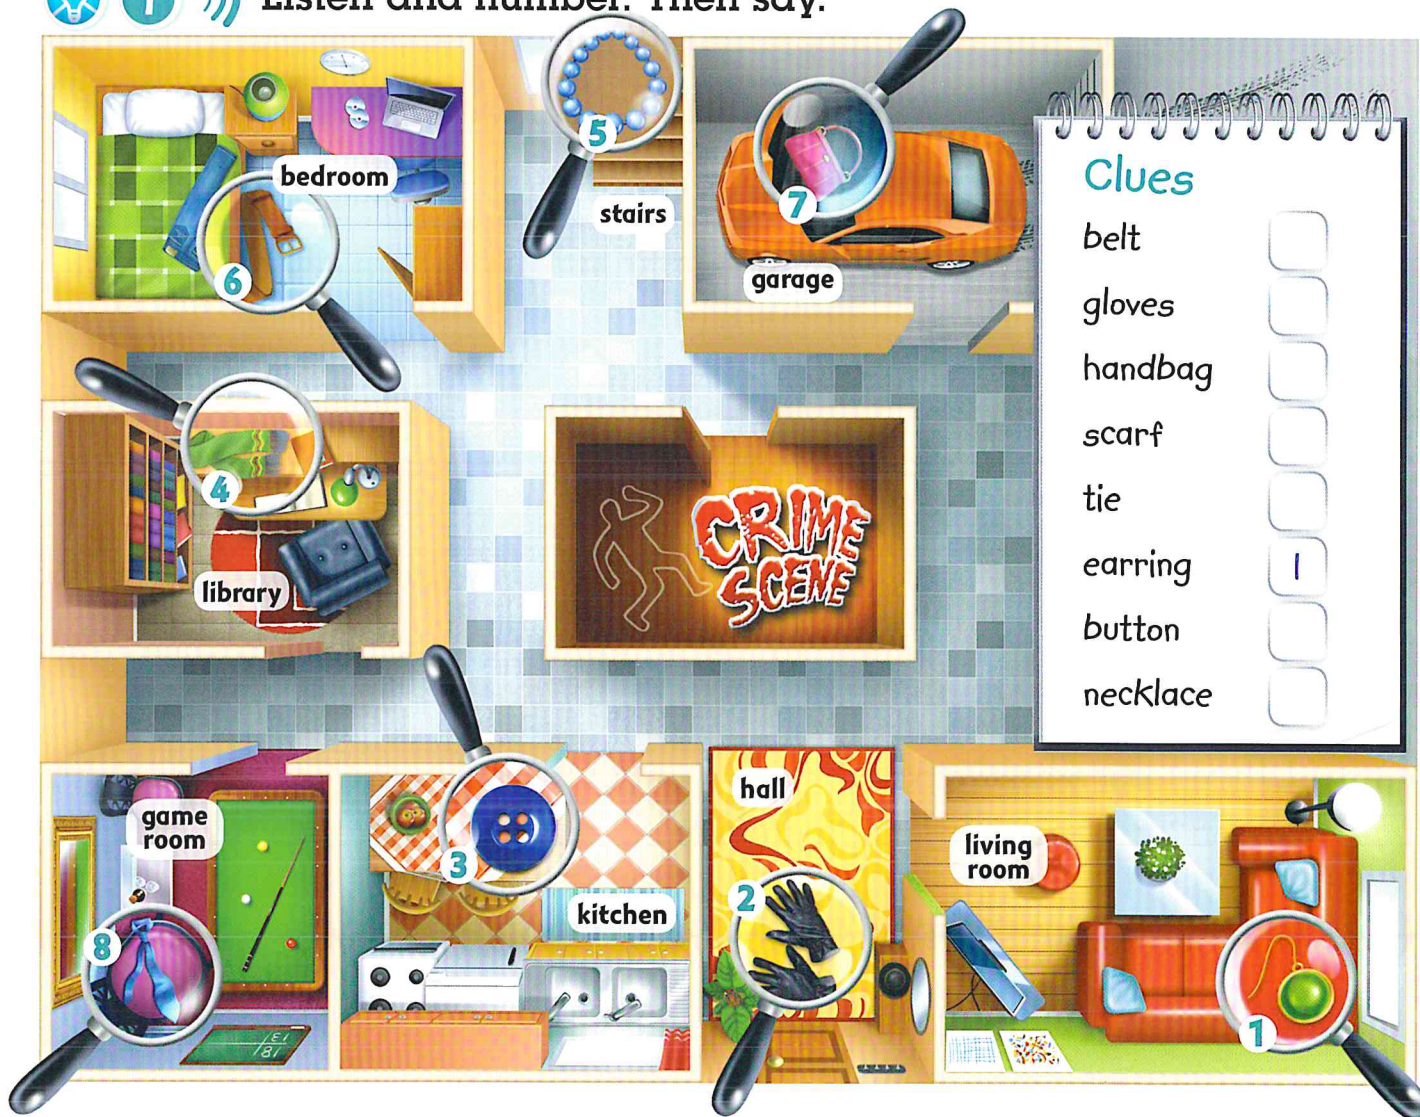 1
Listen and number. Then say.
bedroom
6
5
stairs
7
garage
Clues
belt
gloves
handbag
scarf
tie
earring 1
button
necklace
4
library
CRIME
SCENE
game
room
8
3
kitchen
hall
2
living
room
1